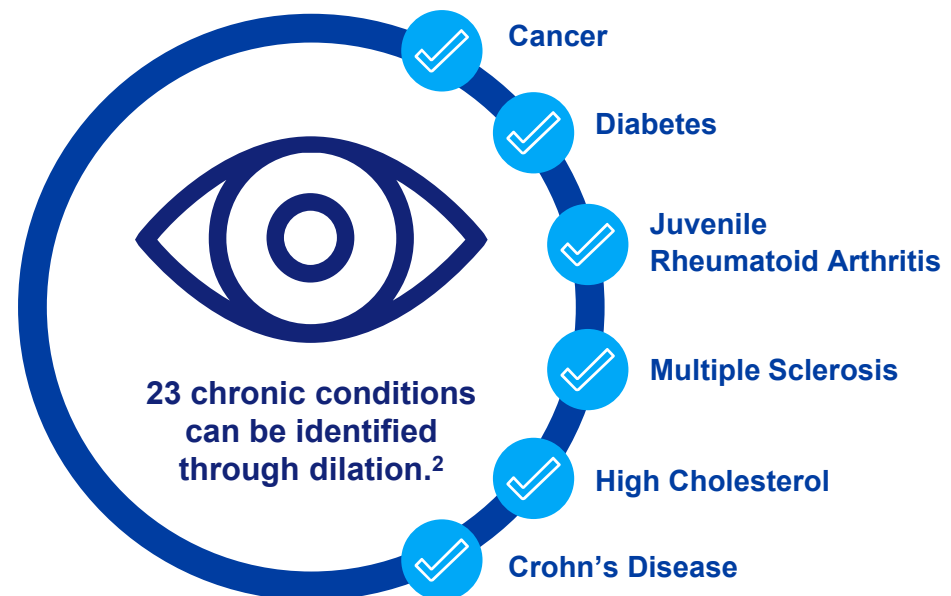 Cancer
Diabetes
Juvenile
Rheumatoid Arthritis
Multiple Sclerosis
23 chronic conditions
can be identified
through dilation.²
High Cholesterol
Crohn’s Disease